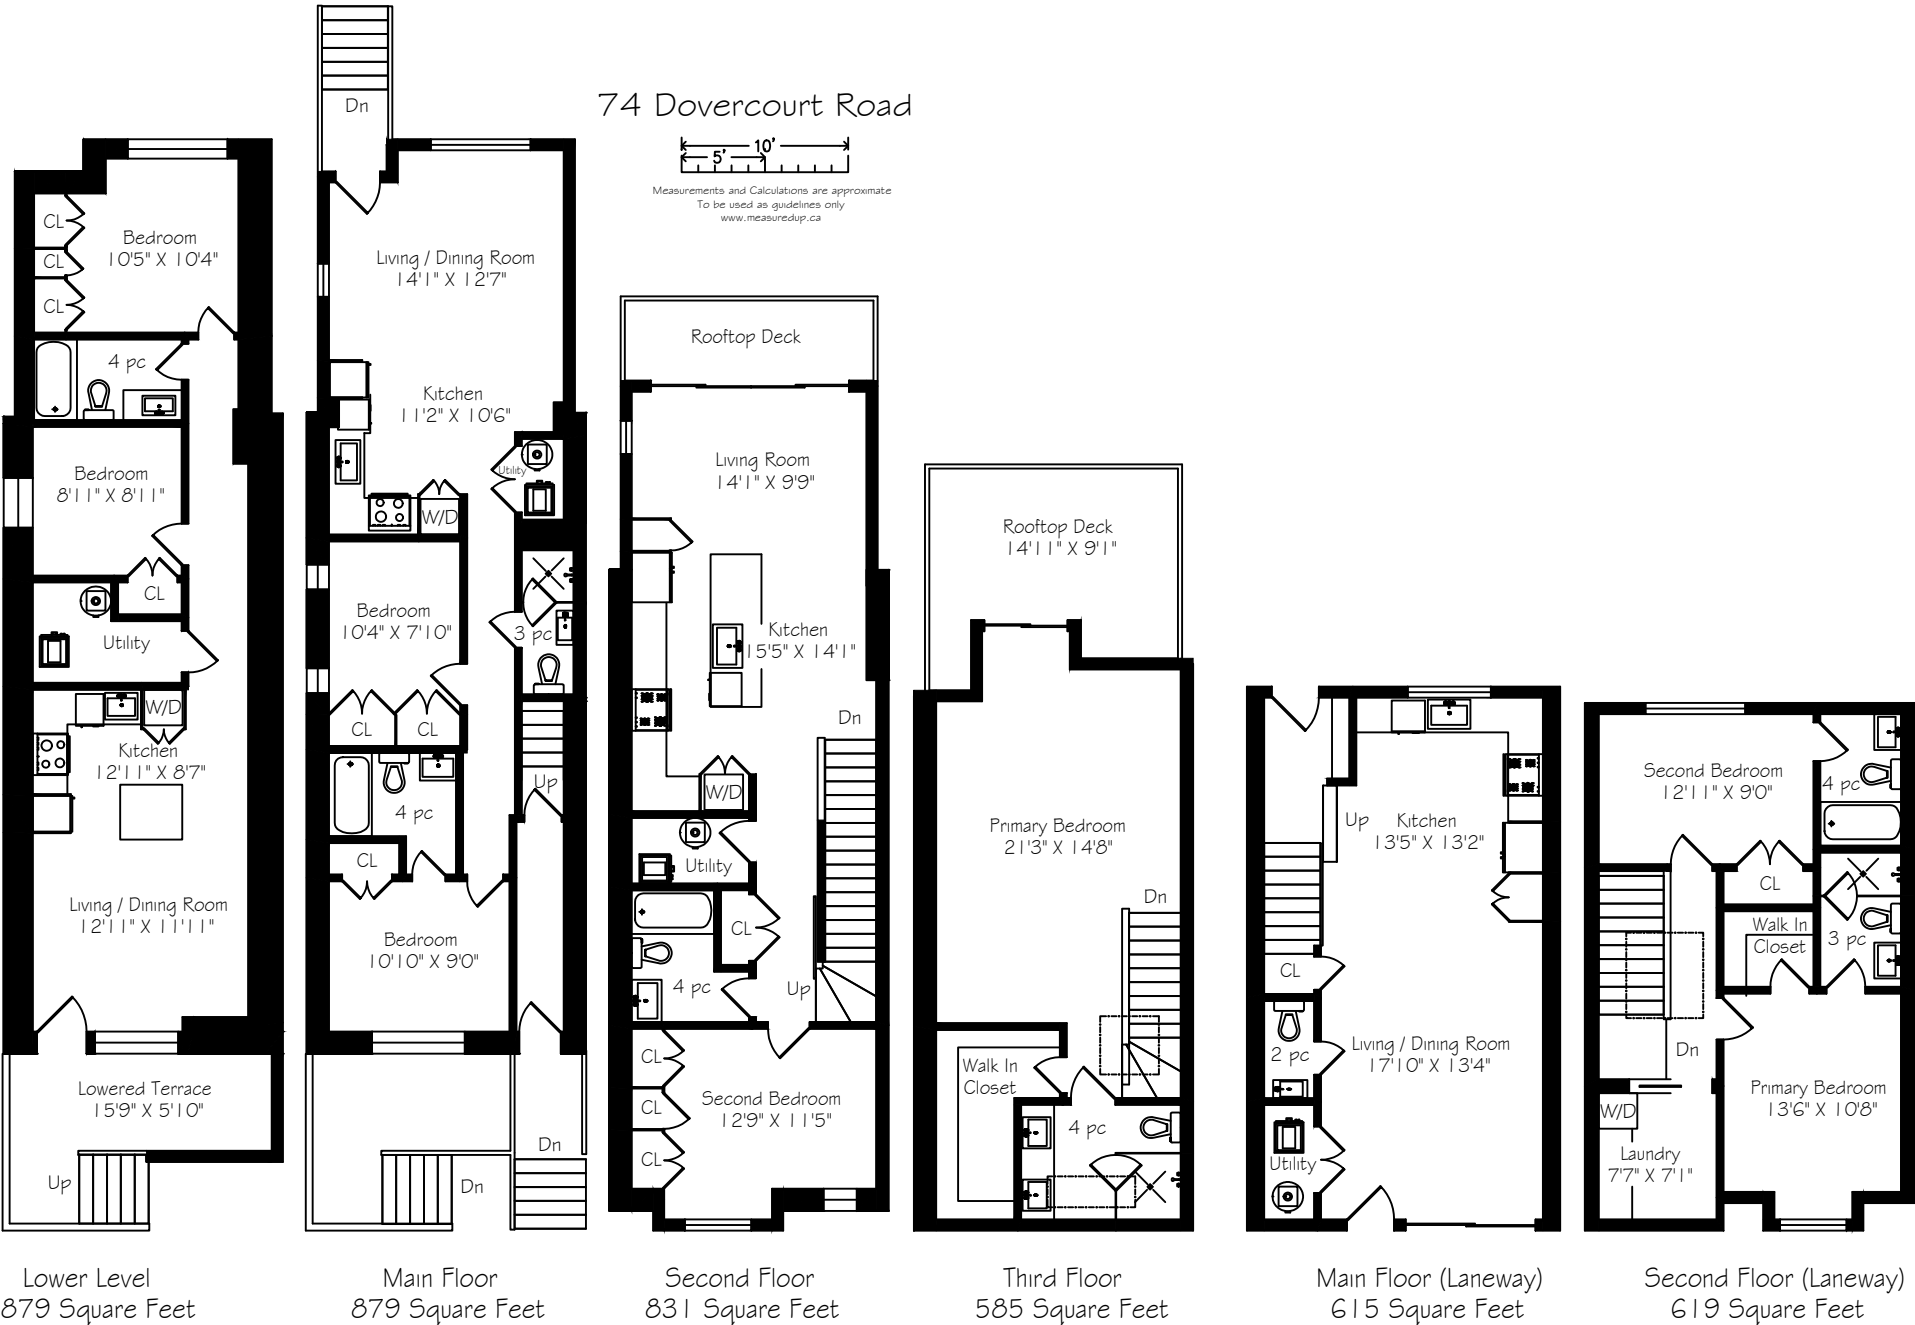 74 Dovercourt Road
10'
5'
Measurements and Calculations are approximate
To be used as guidelines only
www.measuredup.ca
CL
CL
CL
Bedroom
10'5" X 10'4"
4 pc
Bedroom
8'11" X 8'11"
CL
Utility
W/D
Kitchen
12'11" X 8'7"
Living / Dining Room
12'11" X 11'11"
Lowered Terrace
15'9" X 5'10"
Up
Lower Level
879 Square Feet
Dn
Living / Dining Room
14'1" X 12'7"
Kitchen
11'2" X 10'6"
Utility
W/D
Bedroom
10'4" X 7'10"
3 pc
CL
CL
Up
4 pc
CL
Bedroom
10'10" X 9'0"
Dn
Dn
Main Floor
879 Square Feet
Rooftop Deck
Living Room
14'1" X 9'9"
Kitchen
15'5" X 14'1"
Dn
W/D
Utility
CL
4 pc
Up
CL
CL
CL
Second Bedroom
12'9" X 11'5"
Second Floor
831 Square Feet
Rooftop Deck
14'11" X 9'1"
Primary Bedroom
21'3" X 14'8"
Dn
Walk In
Closet
4 pc
Third Floor
585 Square Feet
Up
Kitchen
13'5" X 13'2"
CL
2 pc
Living / Dining Room
17'10" X 13'4"
Utility
Main Floor (Laneway)
615 Square Feet
Second Bedroom
12'11" X 9'0"
4 pc
CL
Walk In
Closet
3 pc
Dn
Primary Bedroom
13'6" X 10'8"
W/D
Laundry
7'7" X 7'1"
Second Floor (Laneway)
619 Square Feet